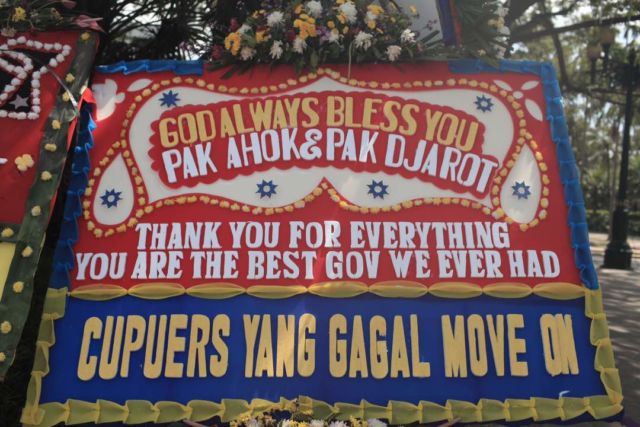 GOD ALWAYS BLESS YOU
PAK AHOK & PAK DJAROT
THANK YOU FOR EVERYTHING
YOU ARE THE BEST GOV WE EVER HAD
CUPUERS YANG GAGAL MOVE ON